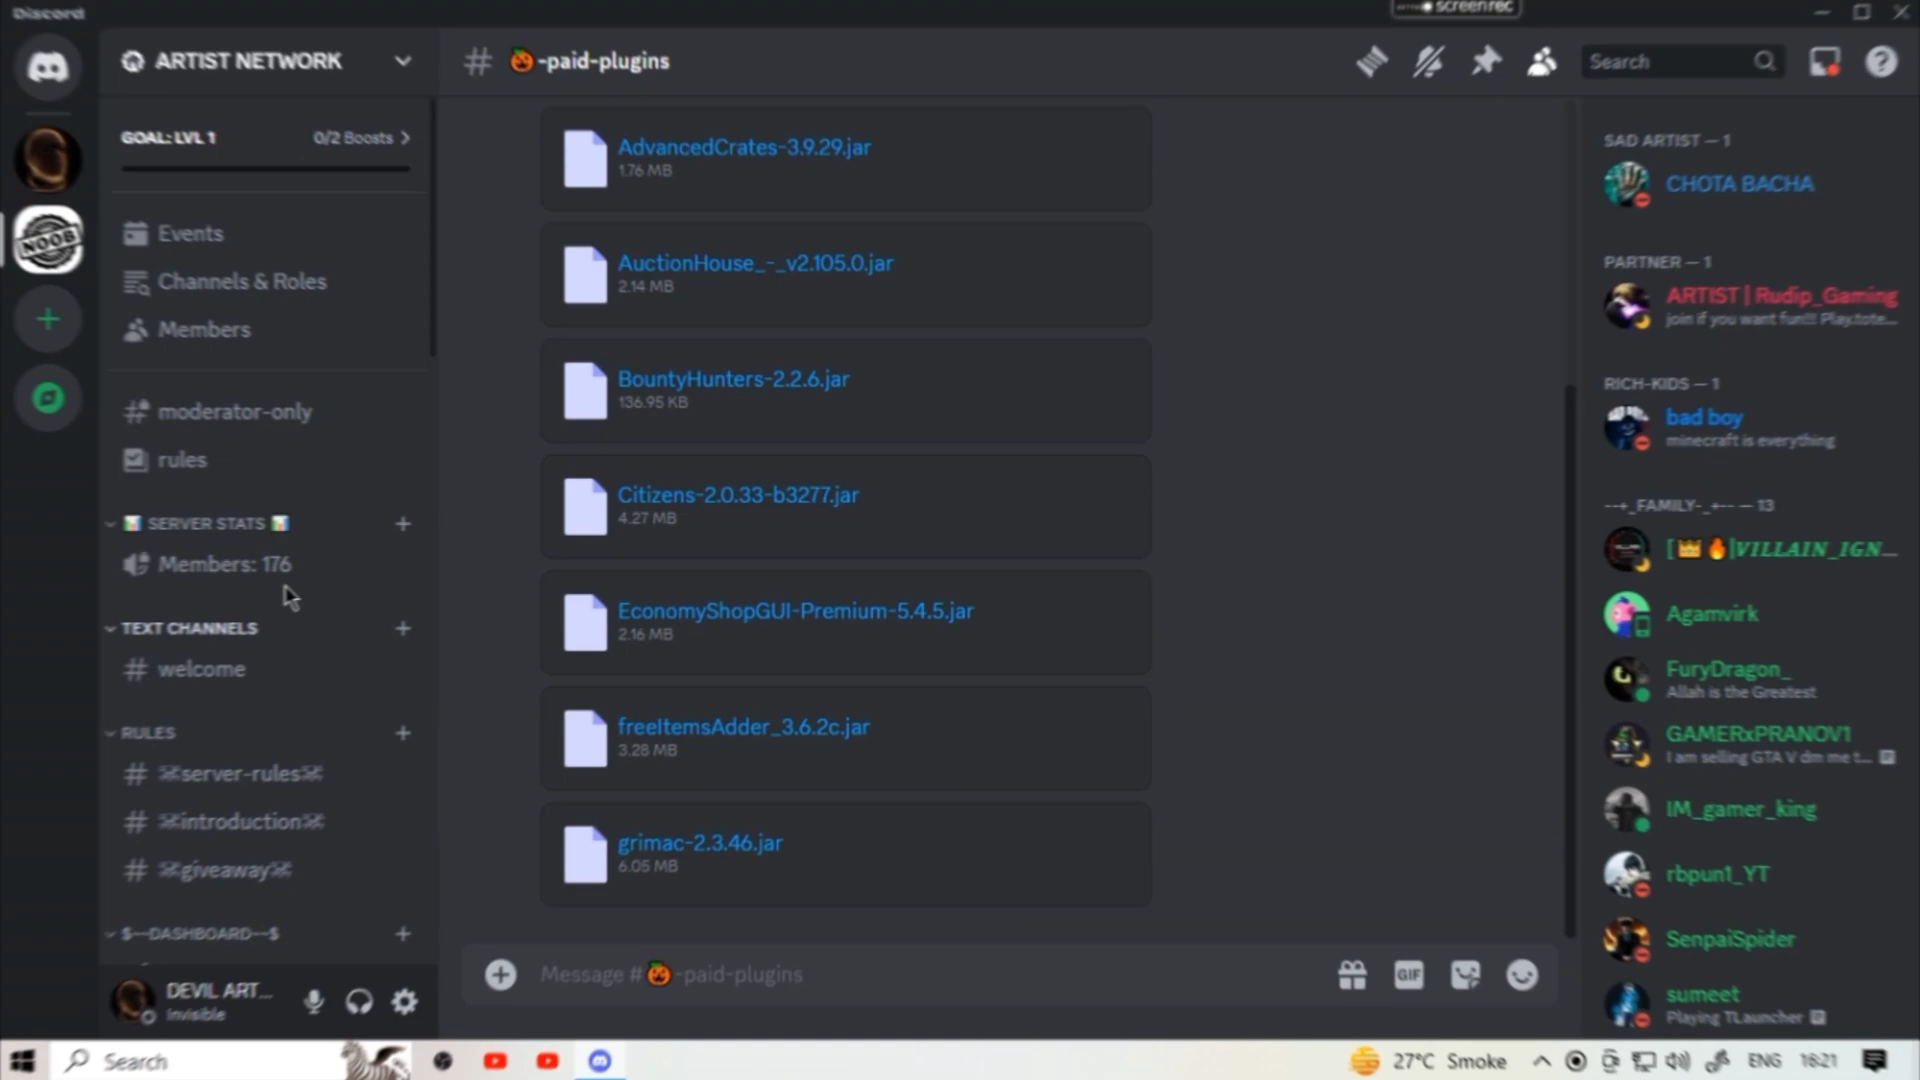 Discord
screenrec
ARTIST NETWORK
GOAL: LVL 1
0/2 Boosts
Events
Channels & Roles
Members
moderator-only
rules
SERVER STATS
Members: 176
TEXT CHANNELS
welcome
RULES
server-rules
introduction
giveaway
$--DASHBOARD--$
DEVIL ART...
Invisible
-paid-plugins
Search
AdvancedCrates-3.9.29.jar
1.76 MB
AuctionHouse_-_v2.105.0.jar
2.14 MB
BountyHunters-2.2.6.jar
136.95 KB
Citizens-2.0.33-b3277.jar
4.27 MB
EconomyShopGUI-Premium-5.4.5.jar
2.16 MB
freeItemsAdder_3.6.2c.jar
3.28 MB
grimac-2.3.46.jar
6.05 MB
Message # -paid-plugins
GIF
SAD ARTIST — 1
CHOTA BACHA
PARTNER — 1
ARTIST | Rudip_Gaming
join if you want fun!!! Play.tote...
RICH-KIDS — 1
bad boy
minecraft is everything
--+_FAMILY-_+-- — 13
[👑🔥|VILLAIN_IGN...
Agamvirk
FuryDragon_
Allah is the Greatest
GAMERxPRANOV1
I am selling GTA V dm me t...
IM_gamer_king
rbpun1_YT
SenpaiSpider
sumeet
Playing TLauncher
NOOB
Search
27°C Smoke
ENG
18:21